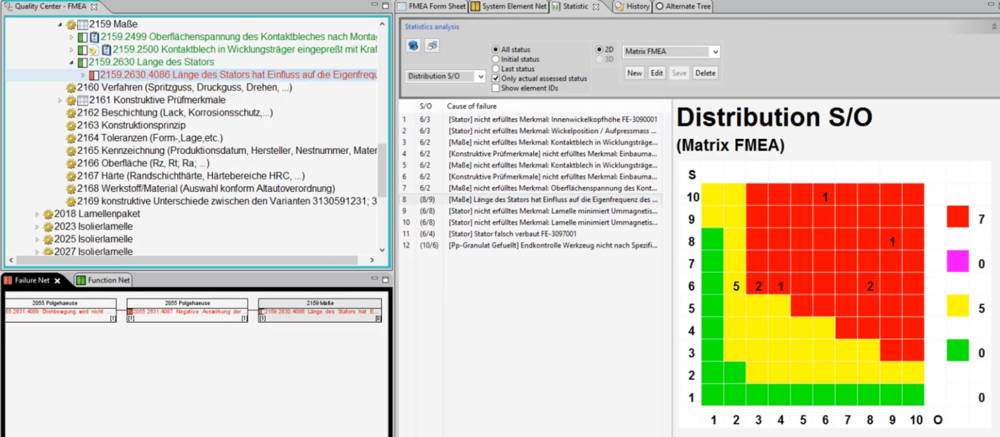 Quality Center - FMEA
2159 Maße
2159.2499 Oberflächenspannung des Kontaktbleches nach Monta
2159.2500 Kontaktblech in Wicklungsträger eingepreßt mit Kraf
2159.2630 Länge des Stators
2159.2630.4086 Länge des Stators hat Einfluss auf die Eigenfrequ
2160 Verfahren (Spritzguss, Druckguss, Drehen, ...)
2161 Konstruktive Prüfmerkmale
2162 Beschichtung (Lack, Korrosionsschutz,...)
2163 Konstruktionsprinzip
2164 Toleranzen (Form-,Lage,etc.)
2165 Kennzeichnung (Produktionsdatum, Hersteller, Nestnummer, Mater
2166 Oberfläche (Rz, Rt; Ra; ...)
2167 Härte (Randschichthärte, Härtebereiche HRC, ...)
2168 Werkstoff/Material (Auswahl konform Altautoverordnung)
2169 konstruktive Unterschiede zwischen den Varianten 3130591231; 3
2018 Lamellenpaket
2023 Isolierlamelle
2025 Isolierlamelle
2027 Isolierlamelle
Failure Net
Function Net
2055 Polgehaeuse
55.2631.4088 Drehbewegung wird nicht ...
[1]
2055 Polgehaeuse
2055.2631.4087 Negative Auswirkung der...
[1] [1]
2159 Maße
2159.2630.4086 Länge des Stators hat E...
[1] [0]
FMEA Form Sheet
System Element Net
Statistic
History
Alternate Tree
Statistics analysis
Distribution S/O
All status
Initial status
Last status
Only actual assessed status
Show element IDs
2D
3D
Matrix FMEA
New Edit Save Delete
S/O Cause of failure
1 6/3 [Stator] nicht erfülltes Merkmal: Innenwickelkopfhöhe FE-3090001
2 6/3 [Stator] nicht erfülltes Merkmal: Wickelposition / Aufpressmass ...
3 6/2 [Maße] nicht erfülltes Merkmal: Kontaktblech in Wicklungsträge...
4 6/2 [Konstruktive Prüfmerkmale] nicht erfülltes Merkmal: Einbauma...
5 6/2 [Maße] nicht erfülltes Merkmal: Kontaktblech in Wicklungsträge...
6 6/2 [Konstruktive Prüfmerkmale] nicht erfülltes Merkmal: Einbauma...
7 6/2 [Maße] nicht erfülltes Merkmal: Oberflächenspannung des Kont...
8 (8/9) [Maße] Länge des Stators hat Einfluss auf die Eigenfrequenz des ...
9 (6/8) [Stator] nicht erfülltes Merkmal: Lamelle minimiert Ummagnetis...
10 (6/8) [Stator] nicht erfülltes Merkmal: Lamelle minimiert Ummagnetis...
11 (6/4) [Stator] Stator falsch verbaut FE-3097001
12 (10/6) [Pp-Granulat Gefuellt] Endkontrolle Werkzeug nicht nach Spezifi...
Distribution S/O
(Matrix FMEA)
S
10 1
9 7
8 1
7 0
6 5 2 1 2
5 5
4
3 0
2
1 0
1 2 3 4 5 6 7 8 9 10 O